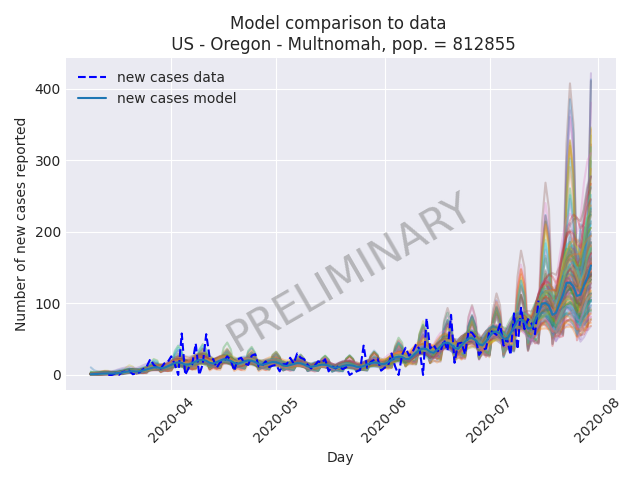 Model comparison to data
US - Oregon - Multnomah, pop. = 812855
new cases data
new cases model
Number of new cases reported
400
300
200
100
0
PRELIMINARY
2020-04
2020-05
2020-06
2020-07
2020-08
Day